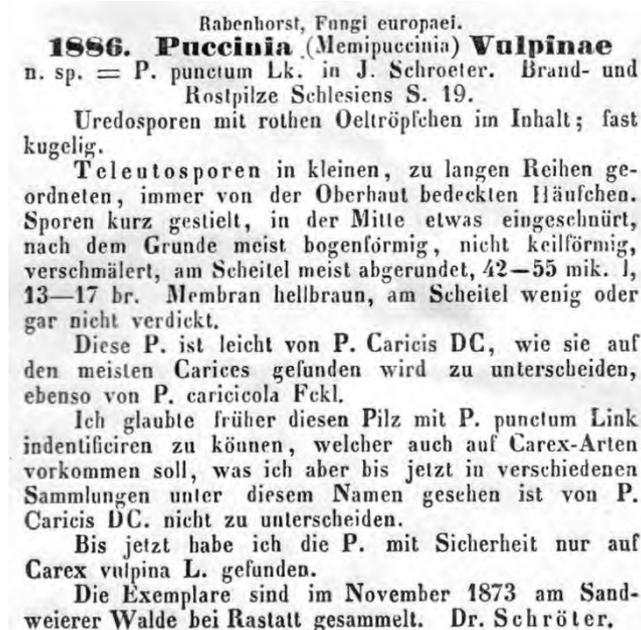 Rabenhorst, Fungi europaei.
1886. Puccinia (Memipuccinia) Vulpinae
n. sp. = P. punctum Lk. in J. Schroeter. Brand- und
Rostpilze Schlesiens S. 19.
Uredosporen mit rothen Oeltröpfchen im Inhalt; fast
kugelig.
Teleutosporen in kleinen, zu langen Reihen ge-
ordneten, immer von der Oberhaut bedeckten Häufchen.
Sporen kurz gestielt, in der Mitte etwas eingeschnürt,
nach dem Grunde meist bogenförmig, nicht keilförmig,
verschmälert, am Scheitel meist abgerundet, 42—55 mik. l,
13—17 br. Membran hellbraun, am Scheitel wenig oder
gar nicht verdickt.
Diese P. ist leicht von P. Caricis DC, wie sie auf
den meisten Carices gefunden wird zu unterscheiden,
ebenso von P. caricicola Fckl.
Ich glaubte früher diesen Pilz mit P. punctum Link
indentificiren zu können, welcher auch auf Carex-Arten
vorkommen soll, was ich aber bis jetzt in verschiedenen
Sammlungen unter diesem Namen gesehen ist von P.
Caricis DC. nicht zu unterscheiden.
Bis jetzt habe ich die P. mit Sicherheit nur auf
Carex vulpina L. gefunden.
Die Exemplare sind im November 1873 am Sand-
weierer Walde bei Rastatt gesammelt. Dr. Schröter.